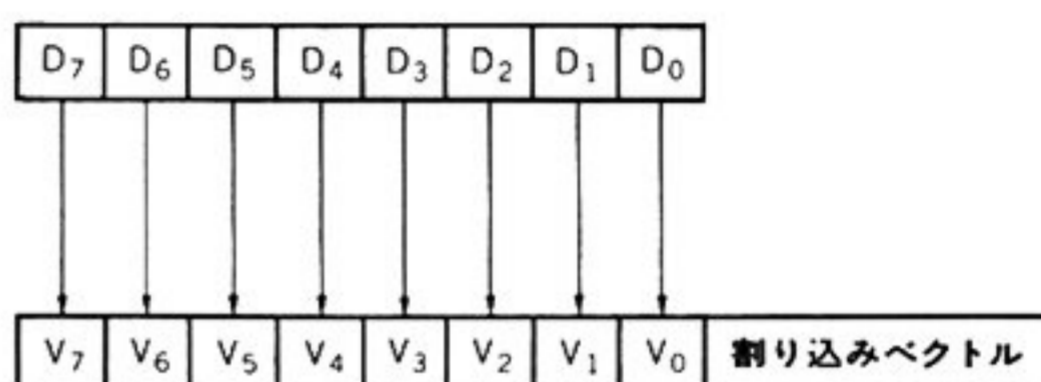 D₇ D₆ D₅ D₄ D₃ D₂ D₁ D₀
V₇ V₆ V₅ V₄ V₃ V₂ V₁ V₀ 割り込みベクトル